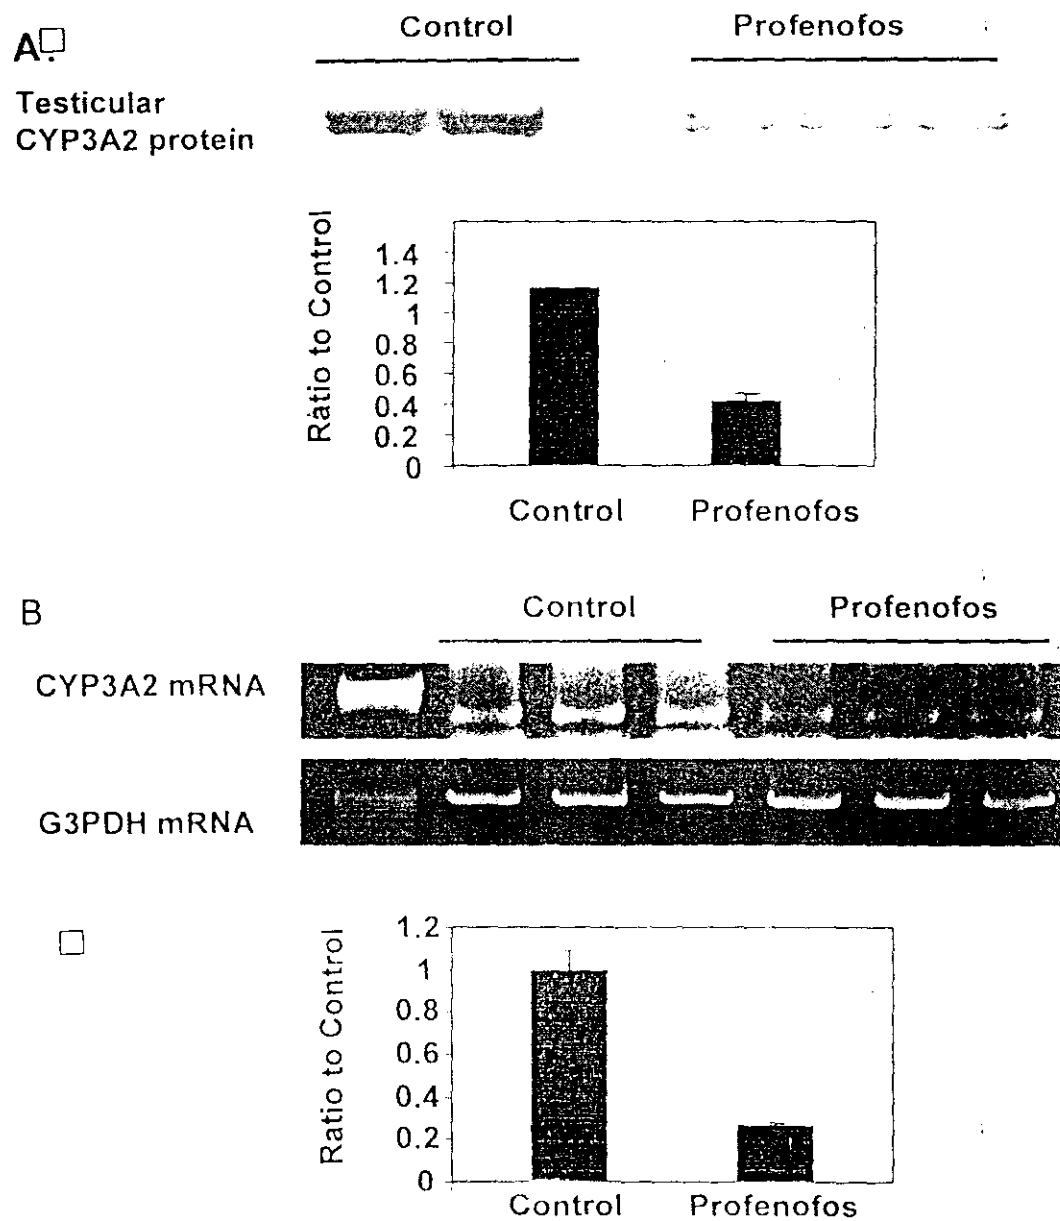 Control Profenofos
A.
Testicular
CYP3A2 protein
Ratio to Control
1.4
1.2
1
0.8
0.6
0.4
0.2
0
Control Profenofos
B
Control Profenofos
CYP3A2 mRNA
G3PDH mRNA
Ratio to Control
1.2
1
0.8
0.6
0.4
0.2
0
Control Profenofos